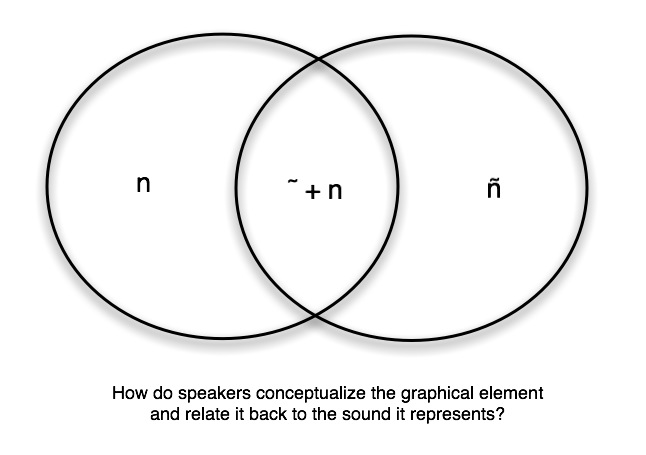 n ˜ + n ñ
How do speakers conceptualize the graphical element
and relate it back to the sound it represents?